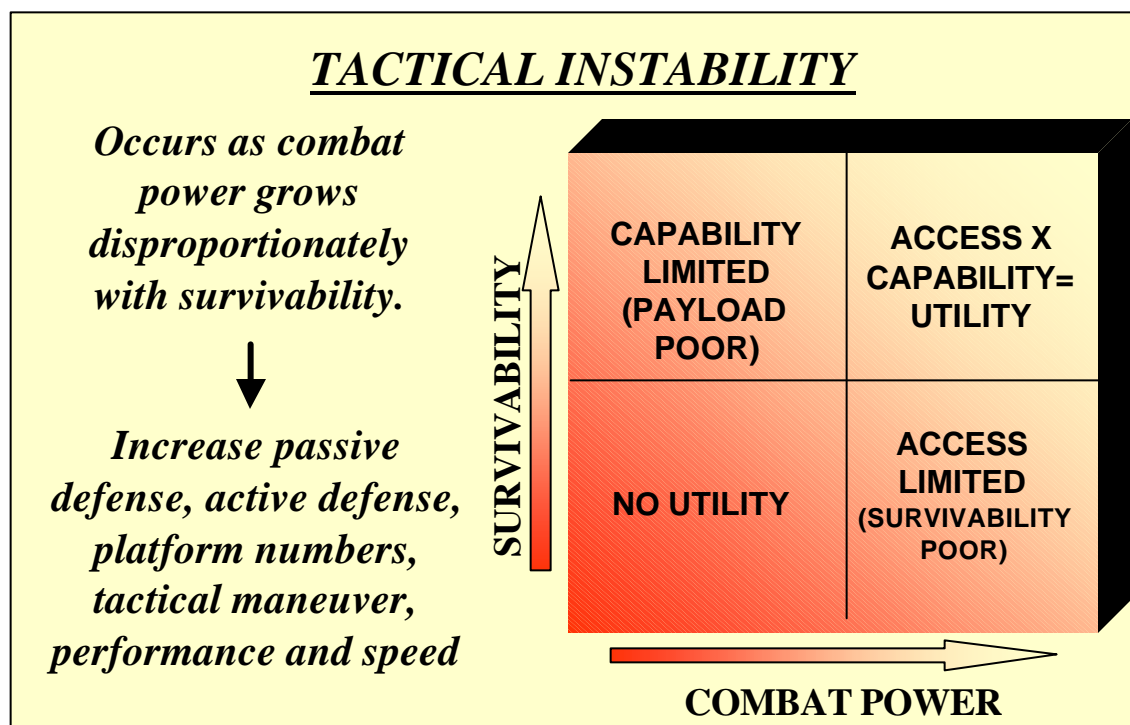 TACTICAL INSTABILITY
Occurs as combat
power grows
disproportionately
with survivability.
Increase passive
defense, active defense,
platform numbers,
tactical maneuver,
performance and speed
SURVIVABILITY
CAPABILITY
LIMITED
(PAYLOAD
POOR)
ACCESS X
CAPABILITY=
UTILITY
NO UTILITY
ACCESS
LIMITED
(SURVIVABILITY
POOR)
COMBAT POWER